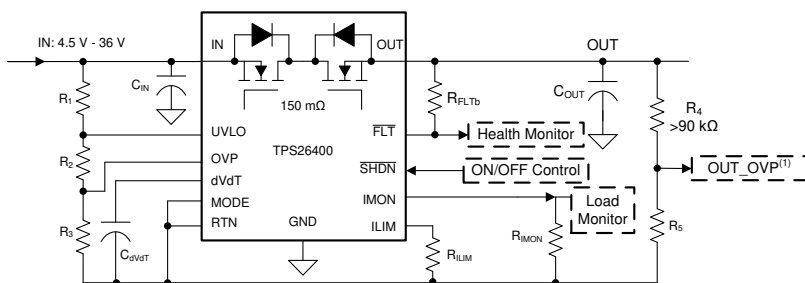 IN: 4.5 V - 36 V
IN
OUT
OUT
CIN
R1
150 mΩ
RFLTb
COUT
R4
>90 kΩ
UVLO
FLT
Health Monitor
TPS26400
R2
OVP
SHDN
ON/OFF Control
OUT_OVP(1)
dVdT
MODE
IMON
Load
Monitor
R3
RTN
GND
ILIM
RIMON
R5
CdVdT
RILIM